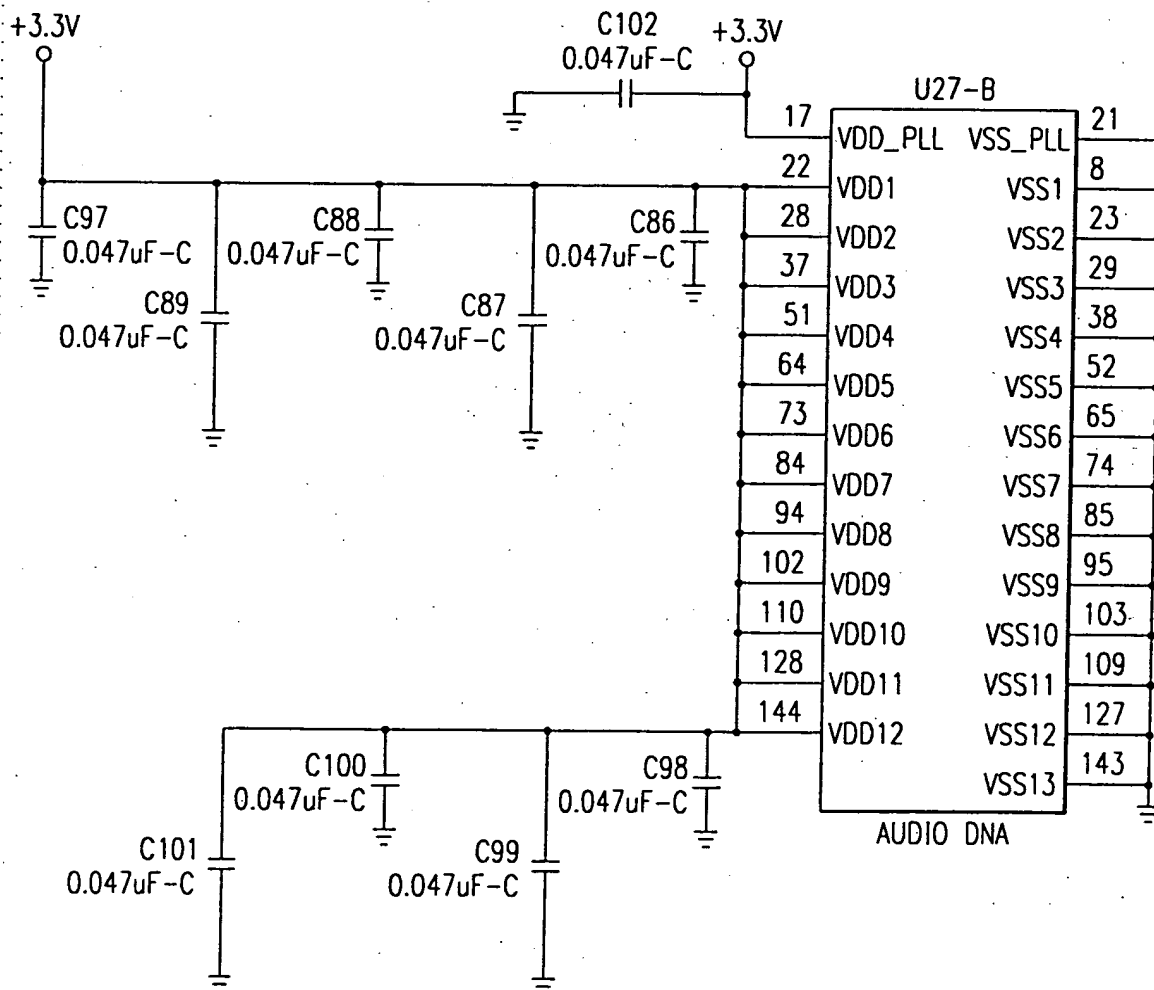 +3.3V
C102
0.047uF-C
+3.3V
U27-B
17
VDD_PLL
VSS_PLL
21
22
VDD1
VSS1
8
28
VDD2
VSS2
23
37
VDD3
VSS3
29
51
VDD4
VSS4
38
64
VDD5
VSS5
52
73
VDD6
VSS6
65
84
VDD7
VSS7
74
94
VDD8
VSS8
85
102
VDD9
VSS9
95
110
VDD10
VSS10
103
128
VDD11
VSS11
109
144
VDD12
VSS12
127
VSS13
143
AUDIO DNA
C97
0.047uF-C
C88
0.047uF-C
C86
0.047uF-C
C89
0.047uF-C
C87
0.047uF-C
C100
0.047uF-C
C98
0.047uF-C
C101
0.047uF-C
C99
0.047uF-C